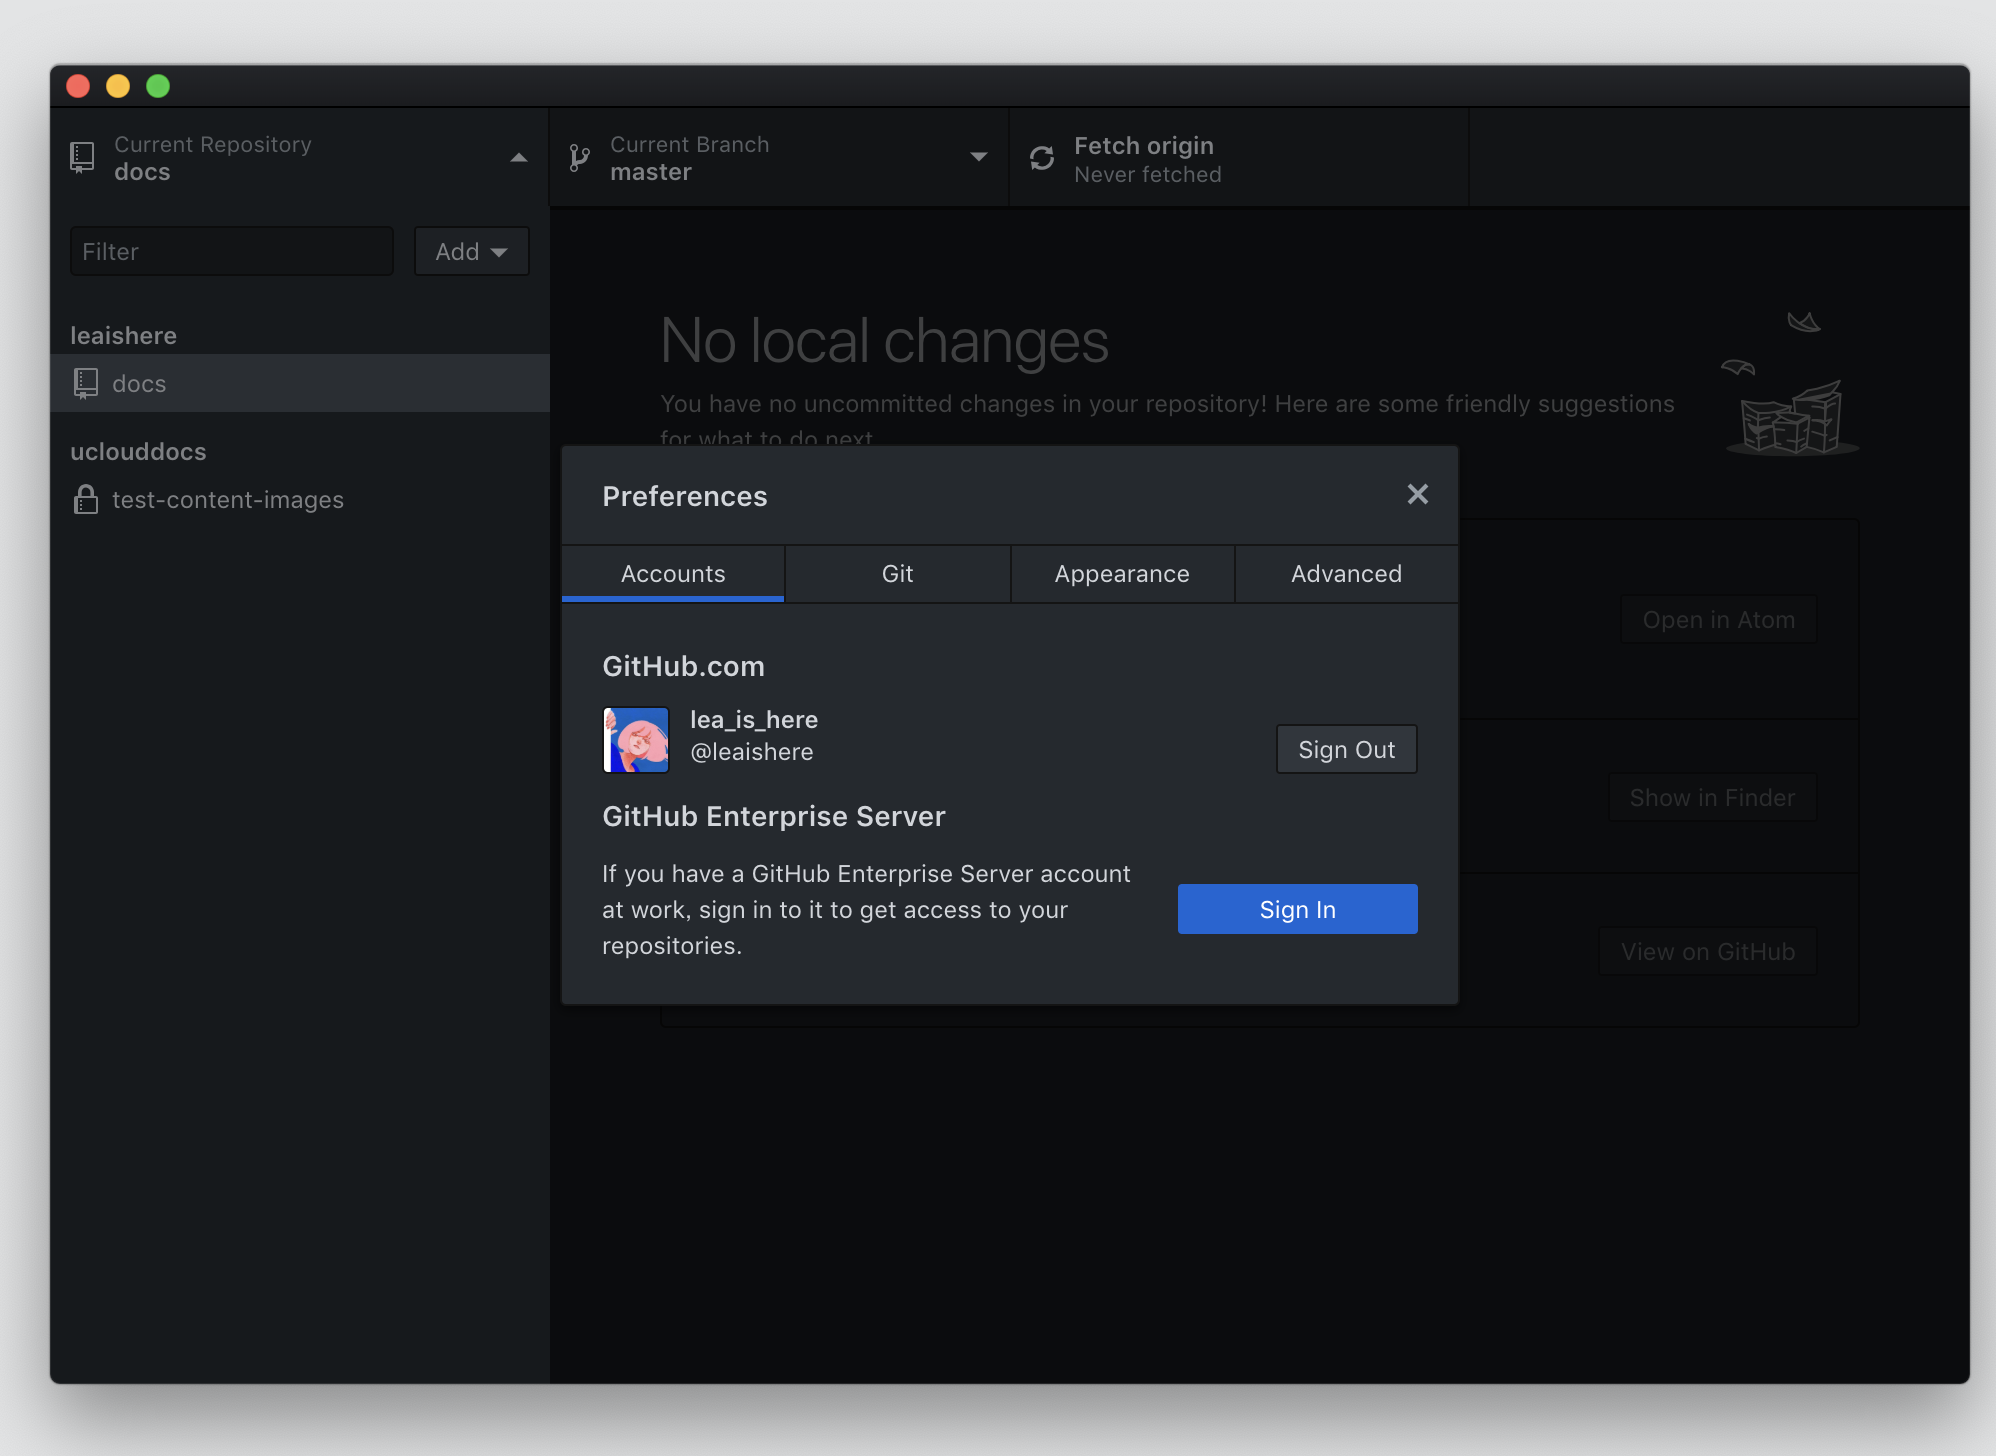 Current Repository
docs
Current Branch
master
Fetch origin
Never fetched
Filter
Add
leaishere
docs
uclouddocs
test-content-images
No local changes
You have no uncommitted changes in your repository! Here are some friendly suggestions
for what to do next
Preferences
Accounts
Git
Appearance
Advanced
GitHub.com
lea_is_here
@leaishere
Sign Out
GitHub Enterprise Server
If you have a GitHub Enterprise Server account
at work, sign in to it to get access to your
repositories.
Sign In
Open in Atom
Show in Finder
View on GitHub